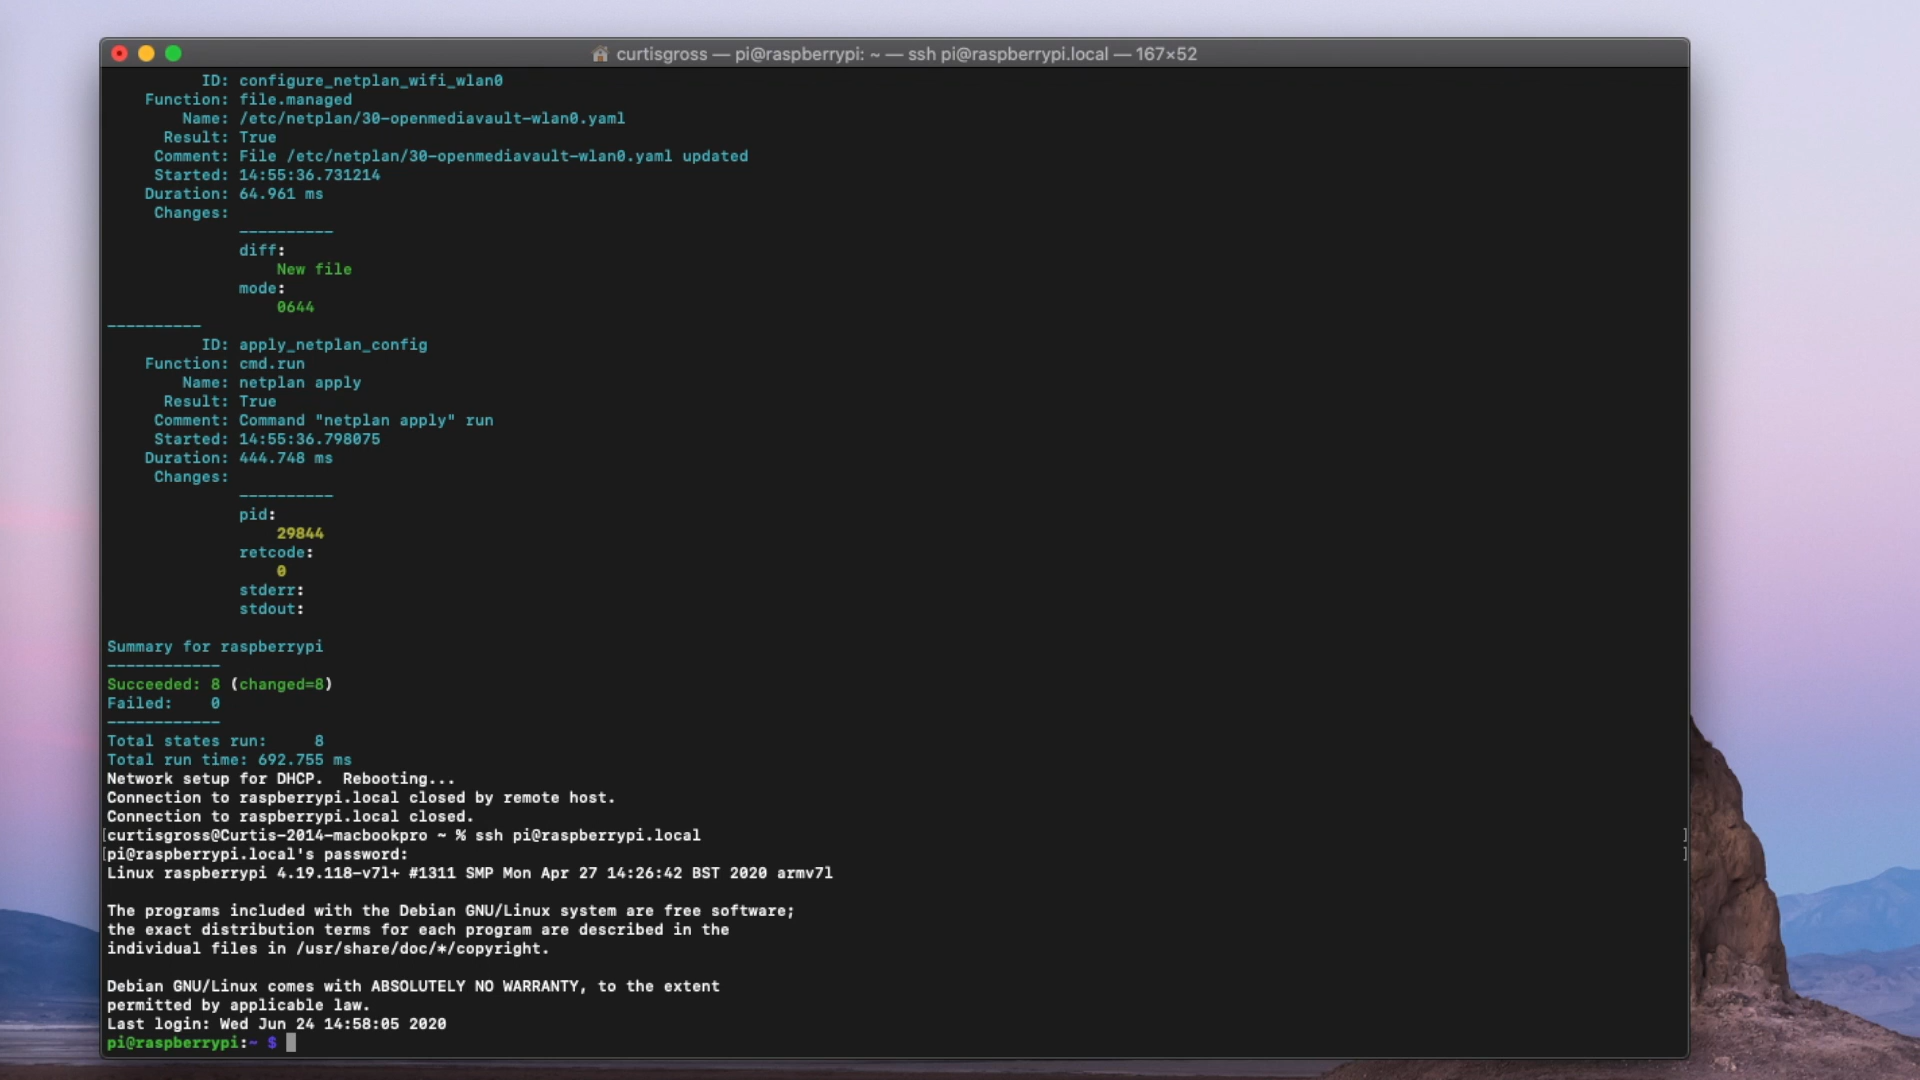 curtisgross — pi@raspberrypi: ~ — ssh pi@raspberrypi.local — 167×52
ID: configure_netplan_wifi_wlan0
Function: file.managed
Name: /etc/netplan/30-openmediavault-wlan0.yaml
Result: True
Comment: File /etc/netplan/30-openmediavault-wlan0.yaml updated
Started: 14:55:36.731214
Duration: 64.961 ms
Changes:
----------
diff:
New file
mode:
0644
----------
ID: apply_netplan_config
Function: cmd.run
Name: netplan apply
Result: True
Comment: Command "netplan apply" run
Started: 14:55:36.798075
Duration: 444.748 ms
Changes:
----------
pid:
29844
retcode:
0
stderr:
stdout:
Summary for raspberrypi
------------
Succeeded: 8 (changed=8)
Failed:    0
------------
Total states run:     8
Total run time: 692.755 ms
Network setup for DHCP.  Rebooting...
Connection to raspberrypi.local closed by remote host.
Connection to raspberrypi.local closed.
[curtisgross@Curtis-2014-macbookpro ~ % ssh pi@raspberrypi.local ]
[pi@raspberrypi.local's password: ]
Linux raspberrypi 4.19.118-v7l+ #1311 SMP Mon Apr 27 14:26:42 BST 2020 armv7l
The programs included with the Debian GNU/Linux system are free software;
the exact distribution terms for each program are described in the
individual files in /usr/share/doc/*/copyright.
Debian GNU/Linux comes with ABSOLUTELY NO WARRANTY, to the extent
permitted by applicable law.
Last login: Wed Jun 24 14:58:05 2020
pi@raspberrypi:~ $